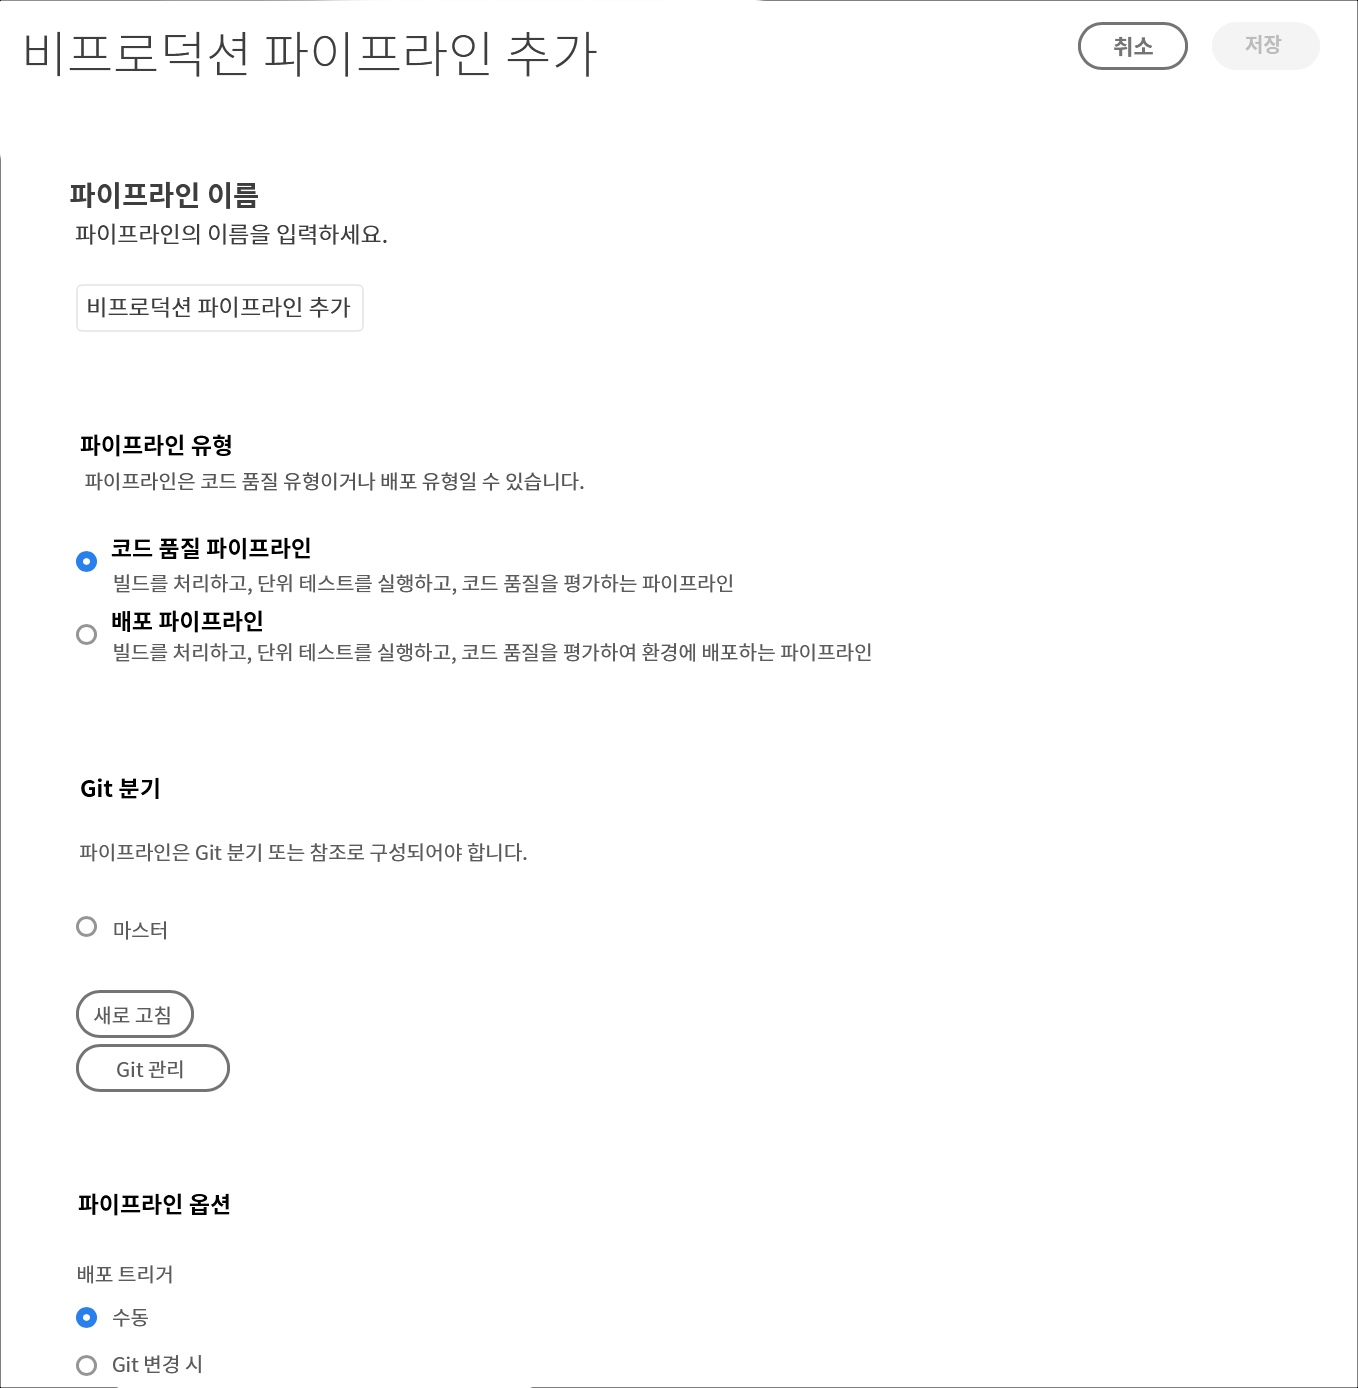 비프로덕션 파이프라인 추가
취소
저장
파이프라인 이름
파이프라인의 이름을 입력하세요.
비프로덕션 파이프라인 추가
파이프라인 유형
파이프라인은 코드 품질 유형이거나 배포 유형일 수 있습니다.
코드 품질 파이프라인
빌드를 처리하고, 단위 테스트를 실행하고, 코드 품질을 평가하는 파이프라인
배포 파이프라인
빌드를 처리하고, 단위 테스트를 실행하고, 코드 품질을 평가하여 환경에 배포하는 파이프라인
Git 분기
파이프라인은 Git 분기 또는 참조로 구성되어야 합니다.
마스터
새로 고침
Git 관리
파이프라인 옵션
배포 트리거
수동
Git 변경 시